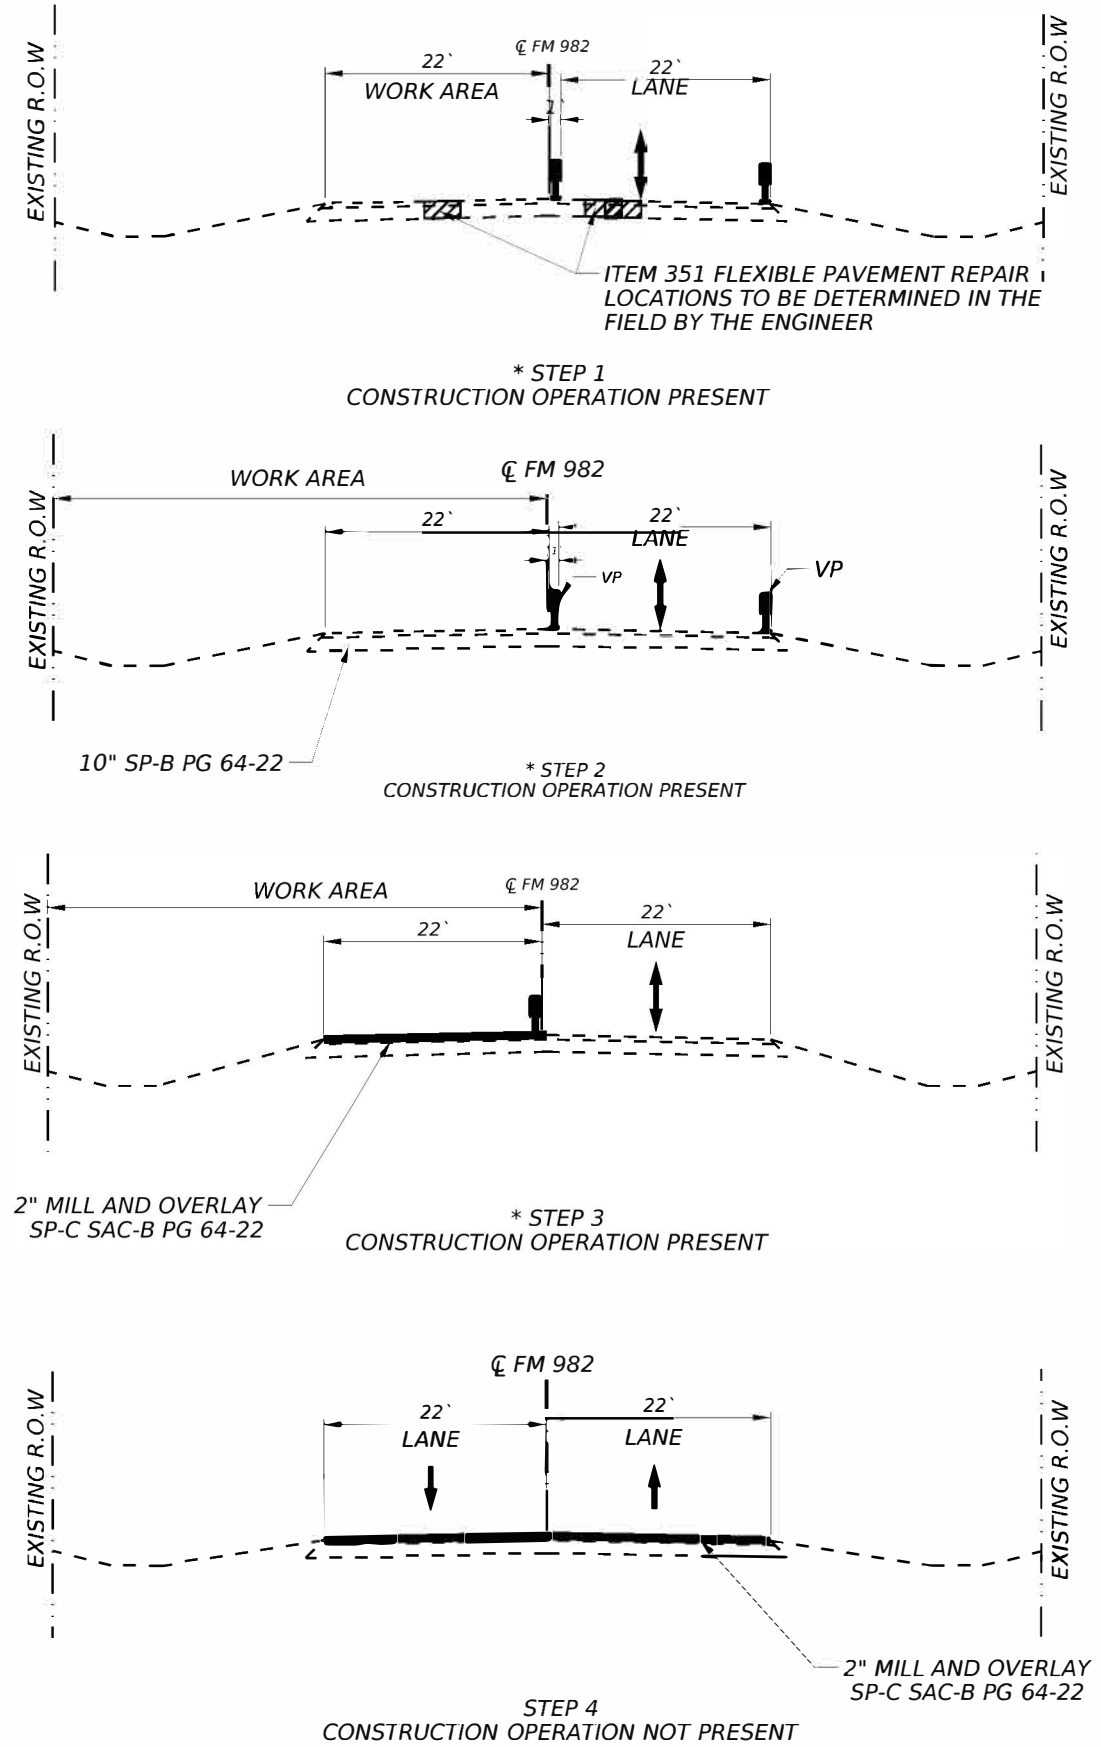 ℄ FM 982
22`
WORK AREA
22`
LANE
1`
EXISTING R.O.W
EXISTING R.O.W
ITEM 351 FLEXIBLE PAVEMENT REPAIR
LOCATIONS TO BE DETERMINED IN THE
FIELD BY THE ENGINEER
* STEP 1
CONSTRUCTION OPERATION PRESENT
℄ FM 982
WORK AREA
22`
22`
LANE
1`
VP
VP
EXISTING R.O.W
EXISTING R.O.W
10" SP-B PG 64-22
* STEP 2
CONSTRUCTION OPERATION PRESENT
℄ FM 982
WORK AREA
22`
22`
LANE
EXISTING R.O.W
EXISTING R.O.W
2" MILL AND OVERLAY
SP-C SAC-B PG 64-22
* STEP 3
CONSTRUCTION OPERATION PRESENT
℄ FM 982
22`
LANE
22`
LANE
EXISTING R.O.W
EXISTING R.O.W
2" MILL AND OVERLAY
SP-C SAC-B PG 64-22
STEP 4
CONSTRUCTION OPERATION NOT PRESENT